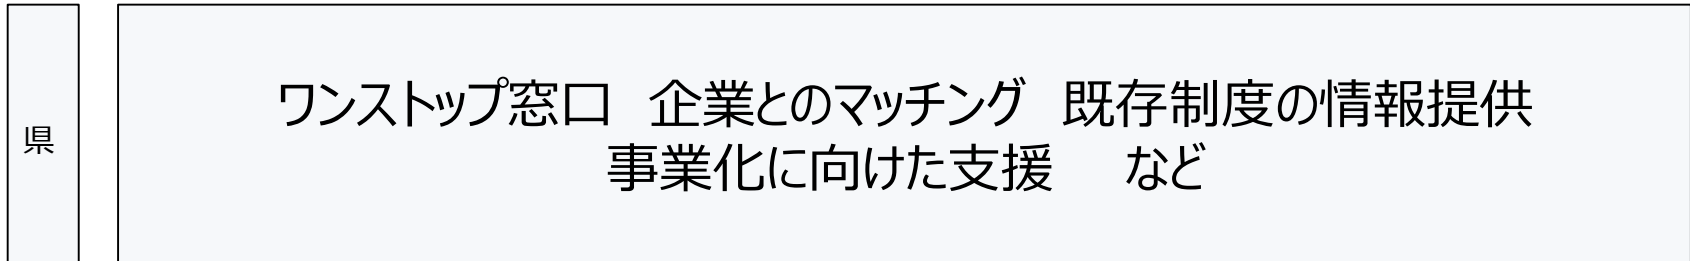 県
ワンストップ窓口　企業とのマッチング　既存制度の情報提供
事業化に向けた支援　など